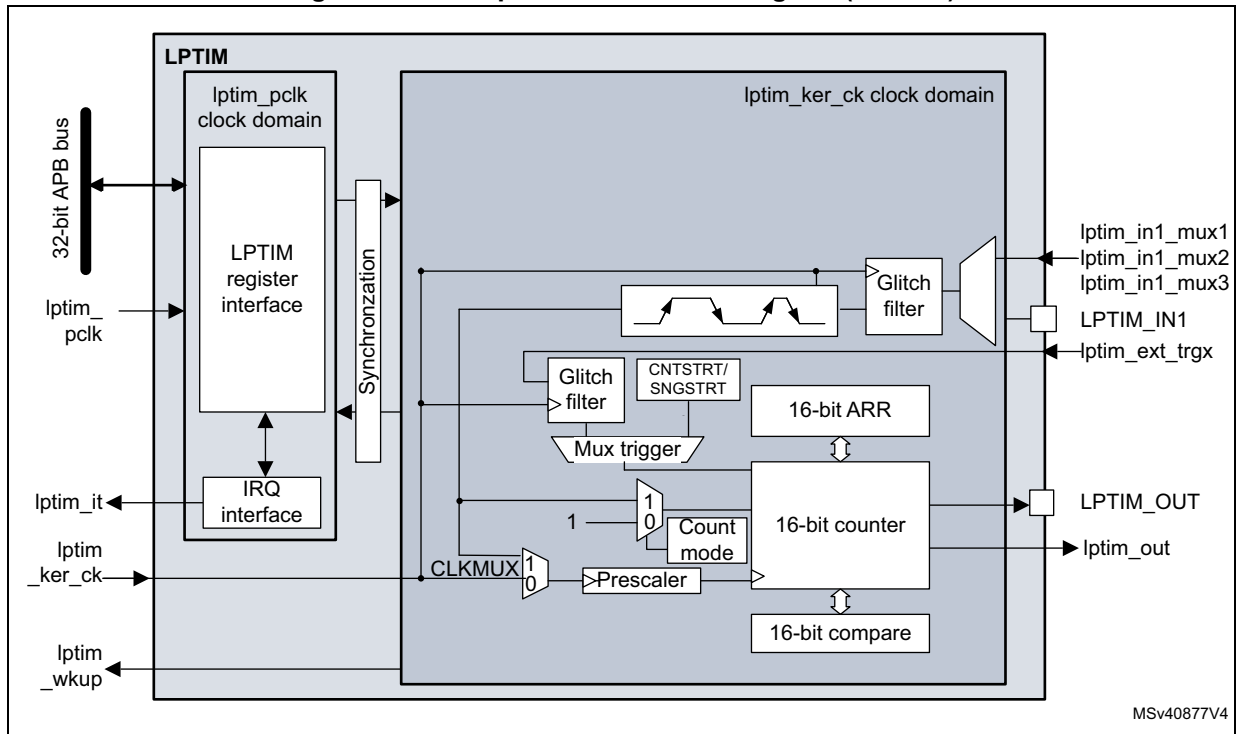 LPTIM
lptim_pclk
clock domain
lptim_ker_ck clock domain
32-bit APB bus
LPTIM
register
interface
Synchronzation
lptim_
pclk
IRQ
interface
lptim_it
lptim
_ker_ck
lptim
_wkup
lptim_in1_mux1
lptim_in1_mux2
lptim_in1_mux3
LPTIM_IN1
lptim_ext_trgx
Glitch
filter
Glitch
filter
CNTSTRT/
SNGSTRT
Mux trigger
16-bit ARR
1
0
1
Count
mode
16-bit counter
LPTIM_OUT
lptim_out
CLKMUX
1
0
Prescaler
16-bit compare
MSv40877V4